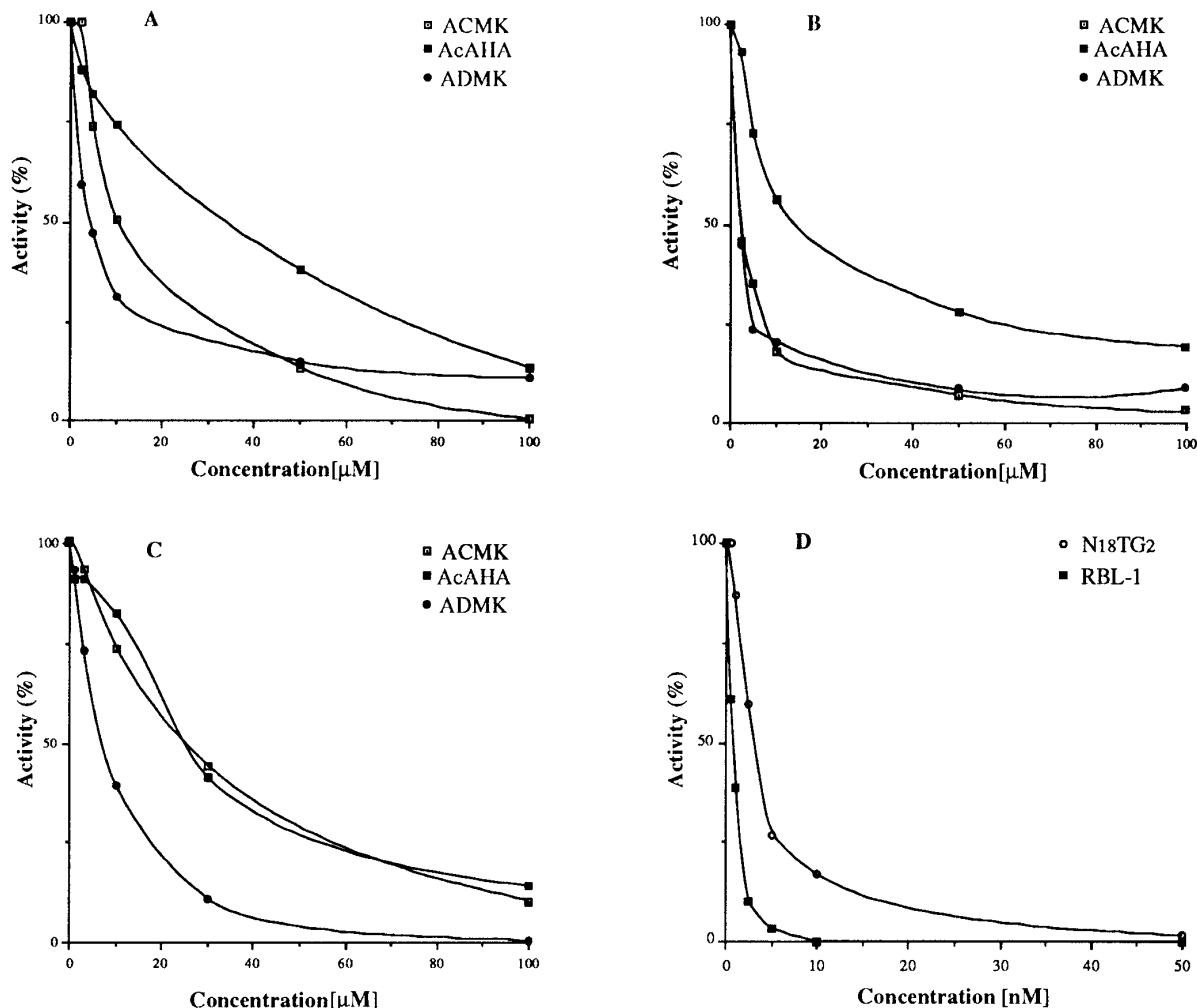 A
ACMK
AcAHA
ADMK
100
50
0
Activity (%)
0 20 40 60 80 100
Concentration[μM]
B
ACMK
AcAHA
ADMK
100
50
0
Activity (%)
0 20 40 60 80 100
Concentration[μM]
C
ACMK
AcAHA
ADMK
100
50
0
Activity (%)
0 20 40 60 80 100
Concentration[μM]
D
N18TG2
RBL-1
100
50
0
Activity (%)
0 10 20 30 40 50
Concentration [nM]